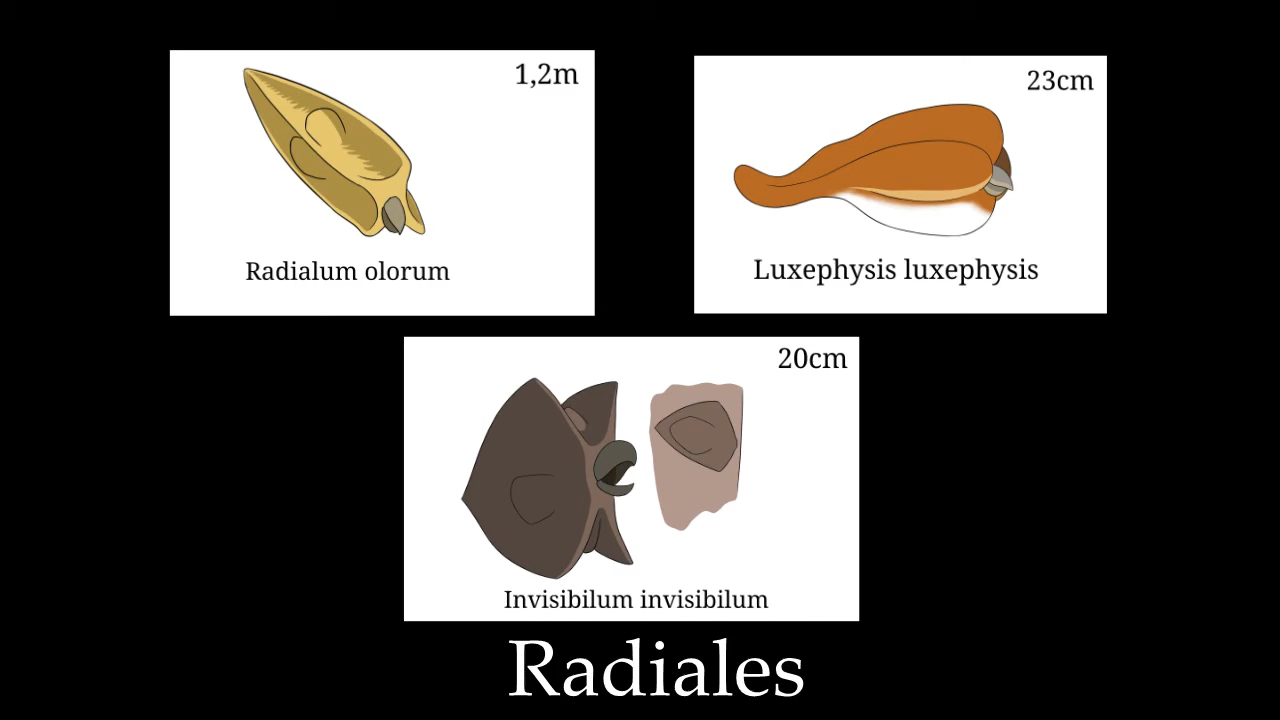 1,2m
Radialum olorum
23cm
Luxephysis luxephysis
20cm
Invisibilum invisibilum
Radiales